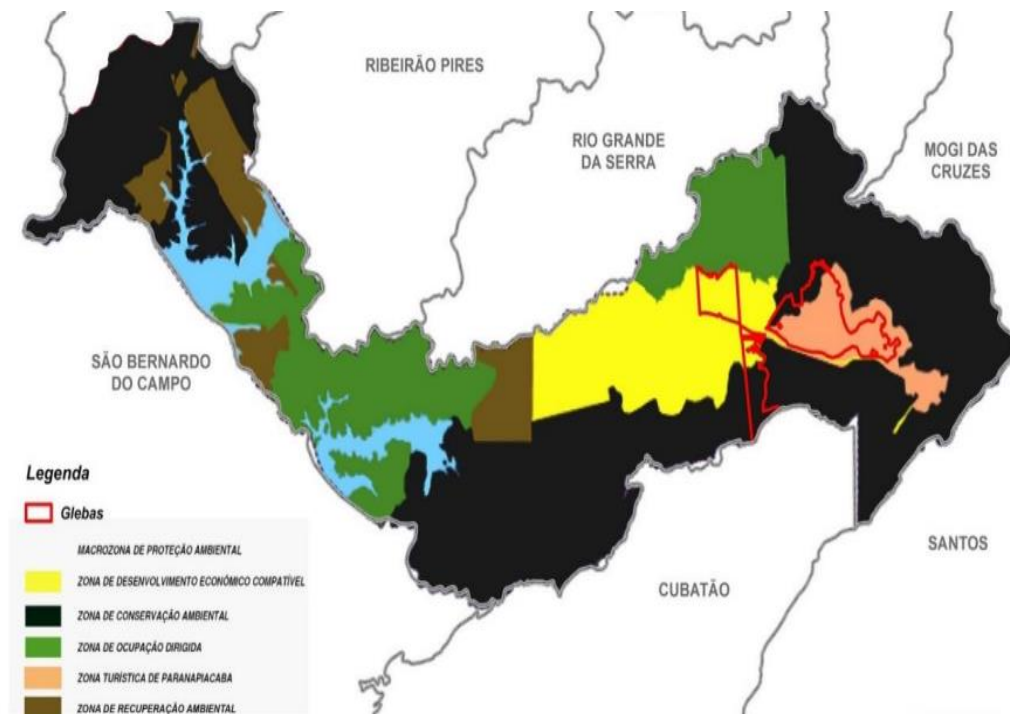 RIBEIRÃO PIRES
RIO GRANDE
DA SERRA
MOGI DAS
CRUZES
SÃO BERNARDO
DO CAMPO
CUBATÃO
SANTOS
Legenda
Glebas
MACROZONA DE PROTEÇÃO AMBIENTAL
ZONA DE DESENVOLVIMENTO ECONÔMICO COMPATÍVEL
ZONA DE CONSERVAÇÃO AMBIENTAL
ZONA DE OCUPAÇÃO DIRIGIDA
ZONA TURÍSTICA DE PARANAPIACABA
ZONA DE RECUPERAÇÃO AMBIENTAL